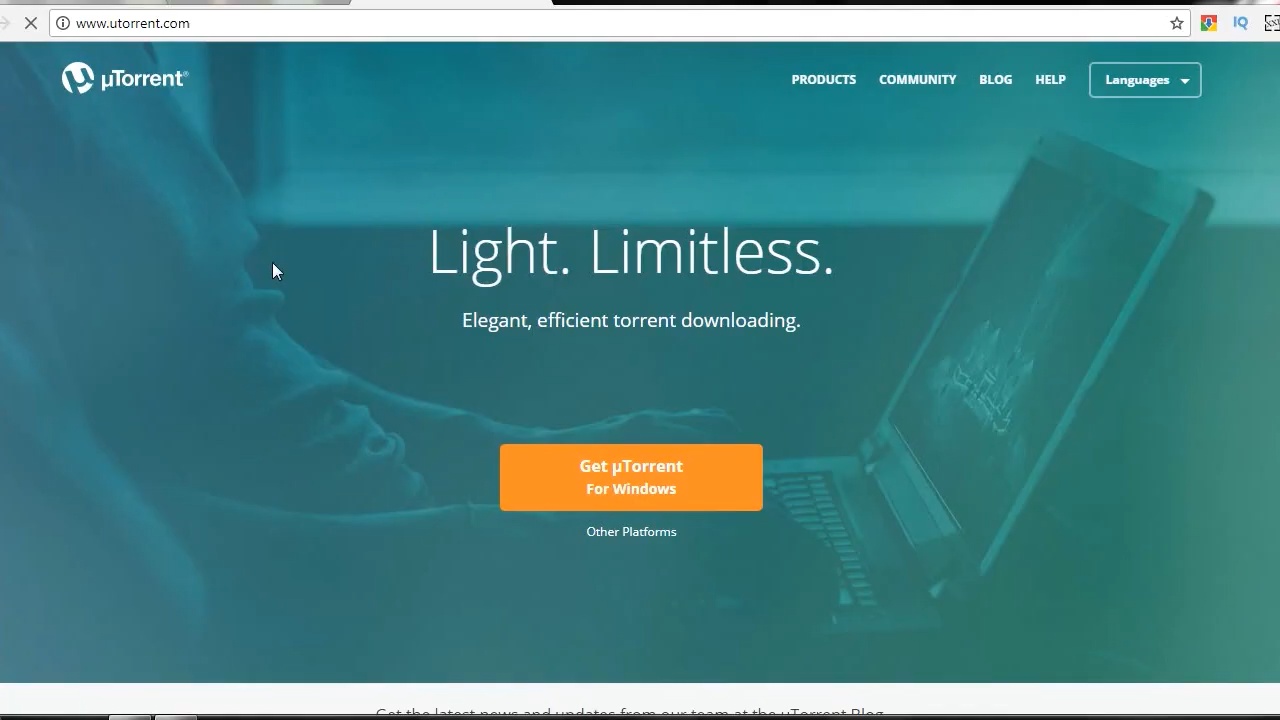 www.utorrent.com
IQ
µTorrent®
PRODUCTS
COMMUNITY
BLOG
HELP
Languages
Light. Limitless.
Elegant, efficient torrent downloading.
Get µTorrent
For Windows
Other Platforms
Get the latest news and updates from our team at the µTorrent Blog